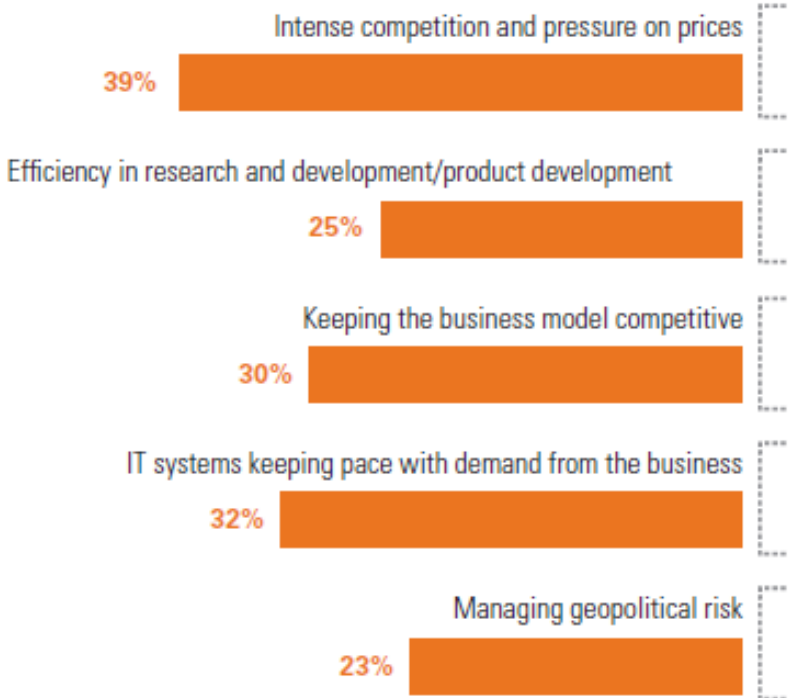 Intense competition and pressure on prices
39%
Efficiency in research and development/product development
25%
Keeping the business model competitive
30%
IT systems keeping pace with demand from the business
32%
Managing geopolitical risk
23%